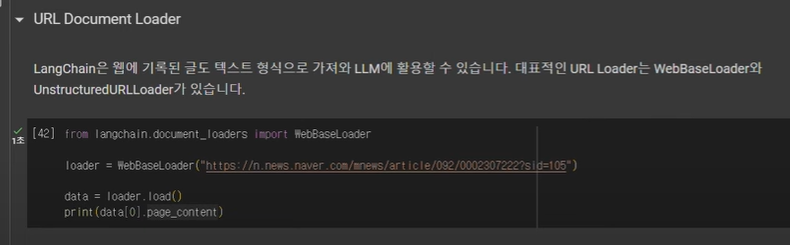 URL Document Loader
LangChain은 웹에 기록된 글도 텍스트 형식으로 가져와 LLM에 활용할 수 있습니다. 대표적인 URL Loader는 WebBaseLoader와
UnstructuredURLLoader가 있습니다.
[42] from langchain.document_loaders import WebBaseLoader
1초
loader = WebBaseLoader("https://n.news.naver.com/mnews/article/092/0002307222?sid=105")
data = loader.load()
print(data[0].page_content)